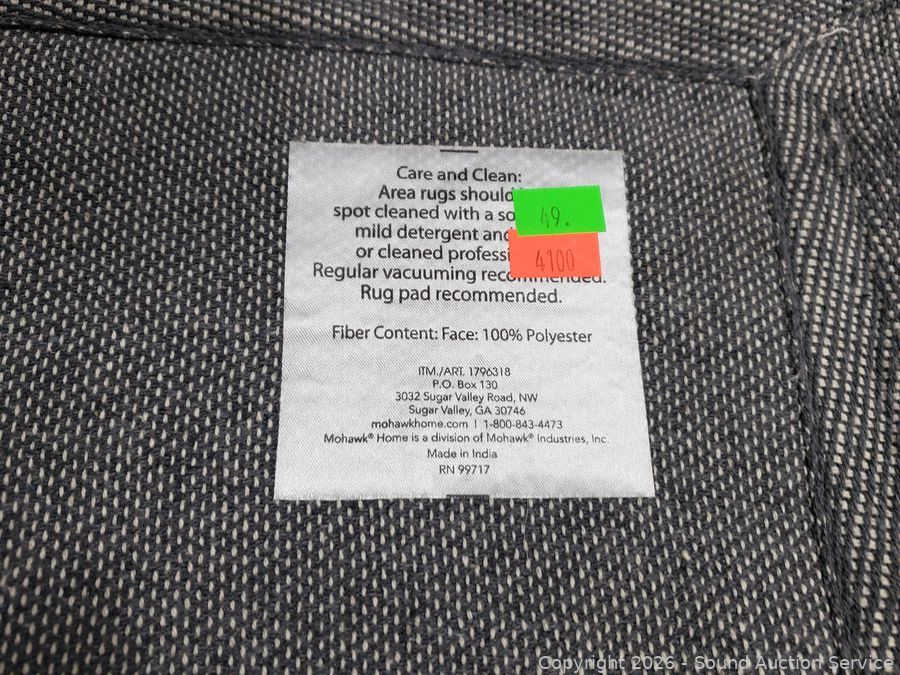 Care and Clean:
Area rugs should
spot cleaned with a so
mild detergent and
or cleaned professi
Regular vacuuming recommended.
Rug pad recommended.
49.
4100
Fiber Content: Face: 100% Polyester
ITM./ART. 1796318
P.O. Box 130
3032 Sugar Valley Road, NW
Sugar Valley, GA 30746
mohawkhome.com | 1-800-843-4473
Mohawk® Home is a division of Mohawk® Industries, Inc.
Made in India
RN 99717
Copyright 2026 - Sound Auction Service